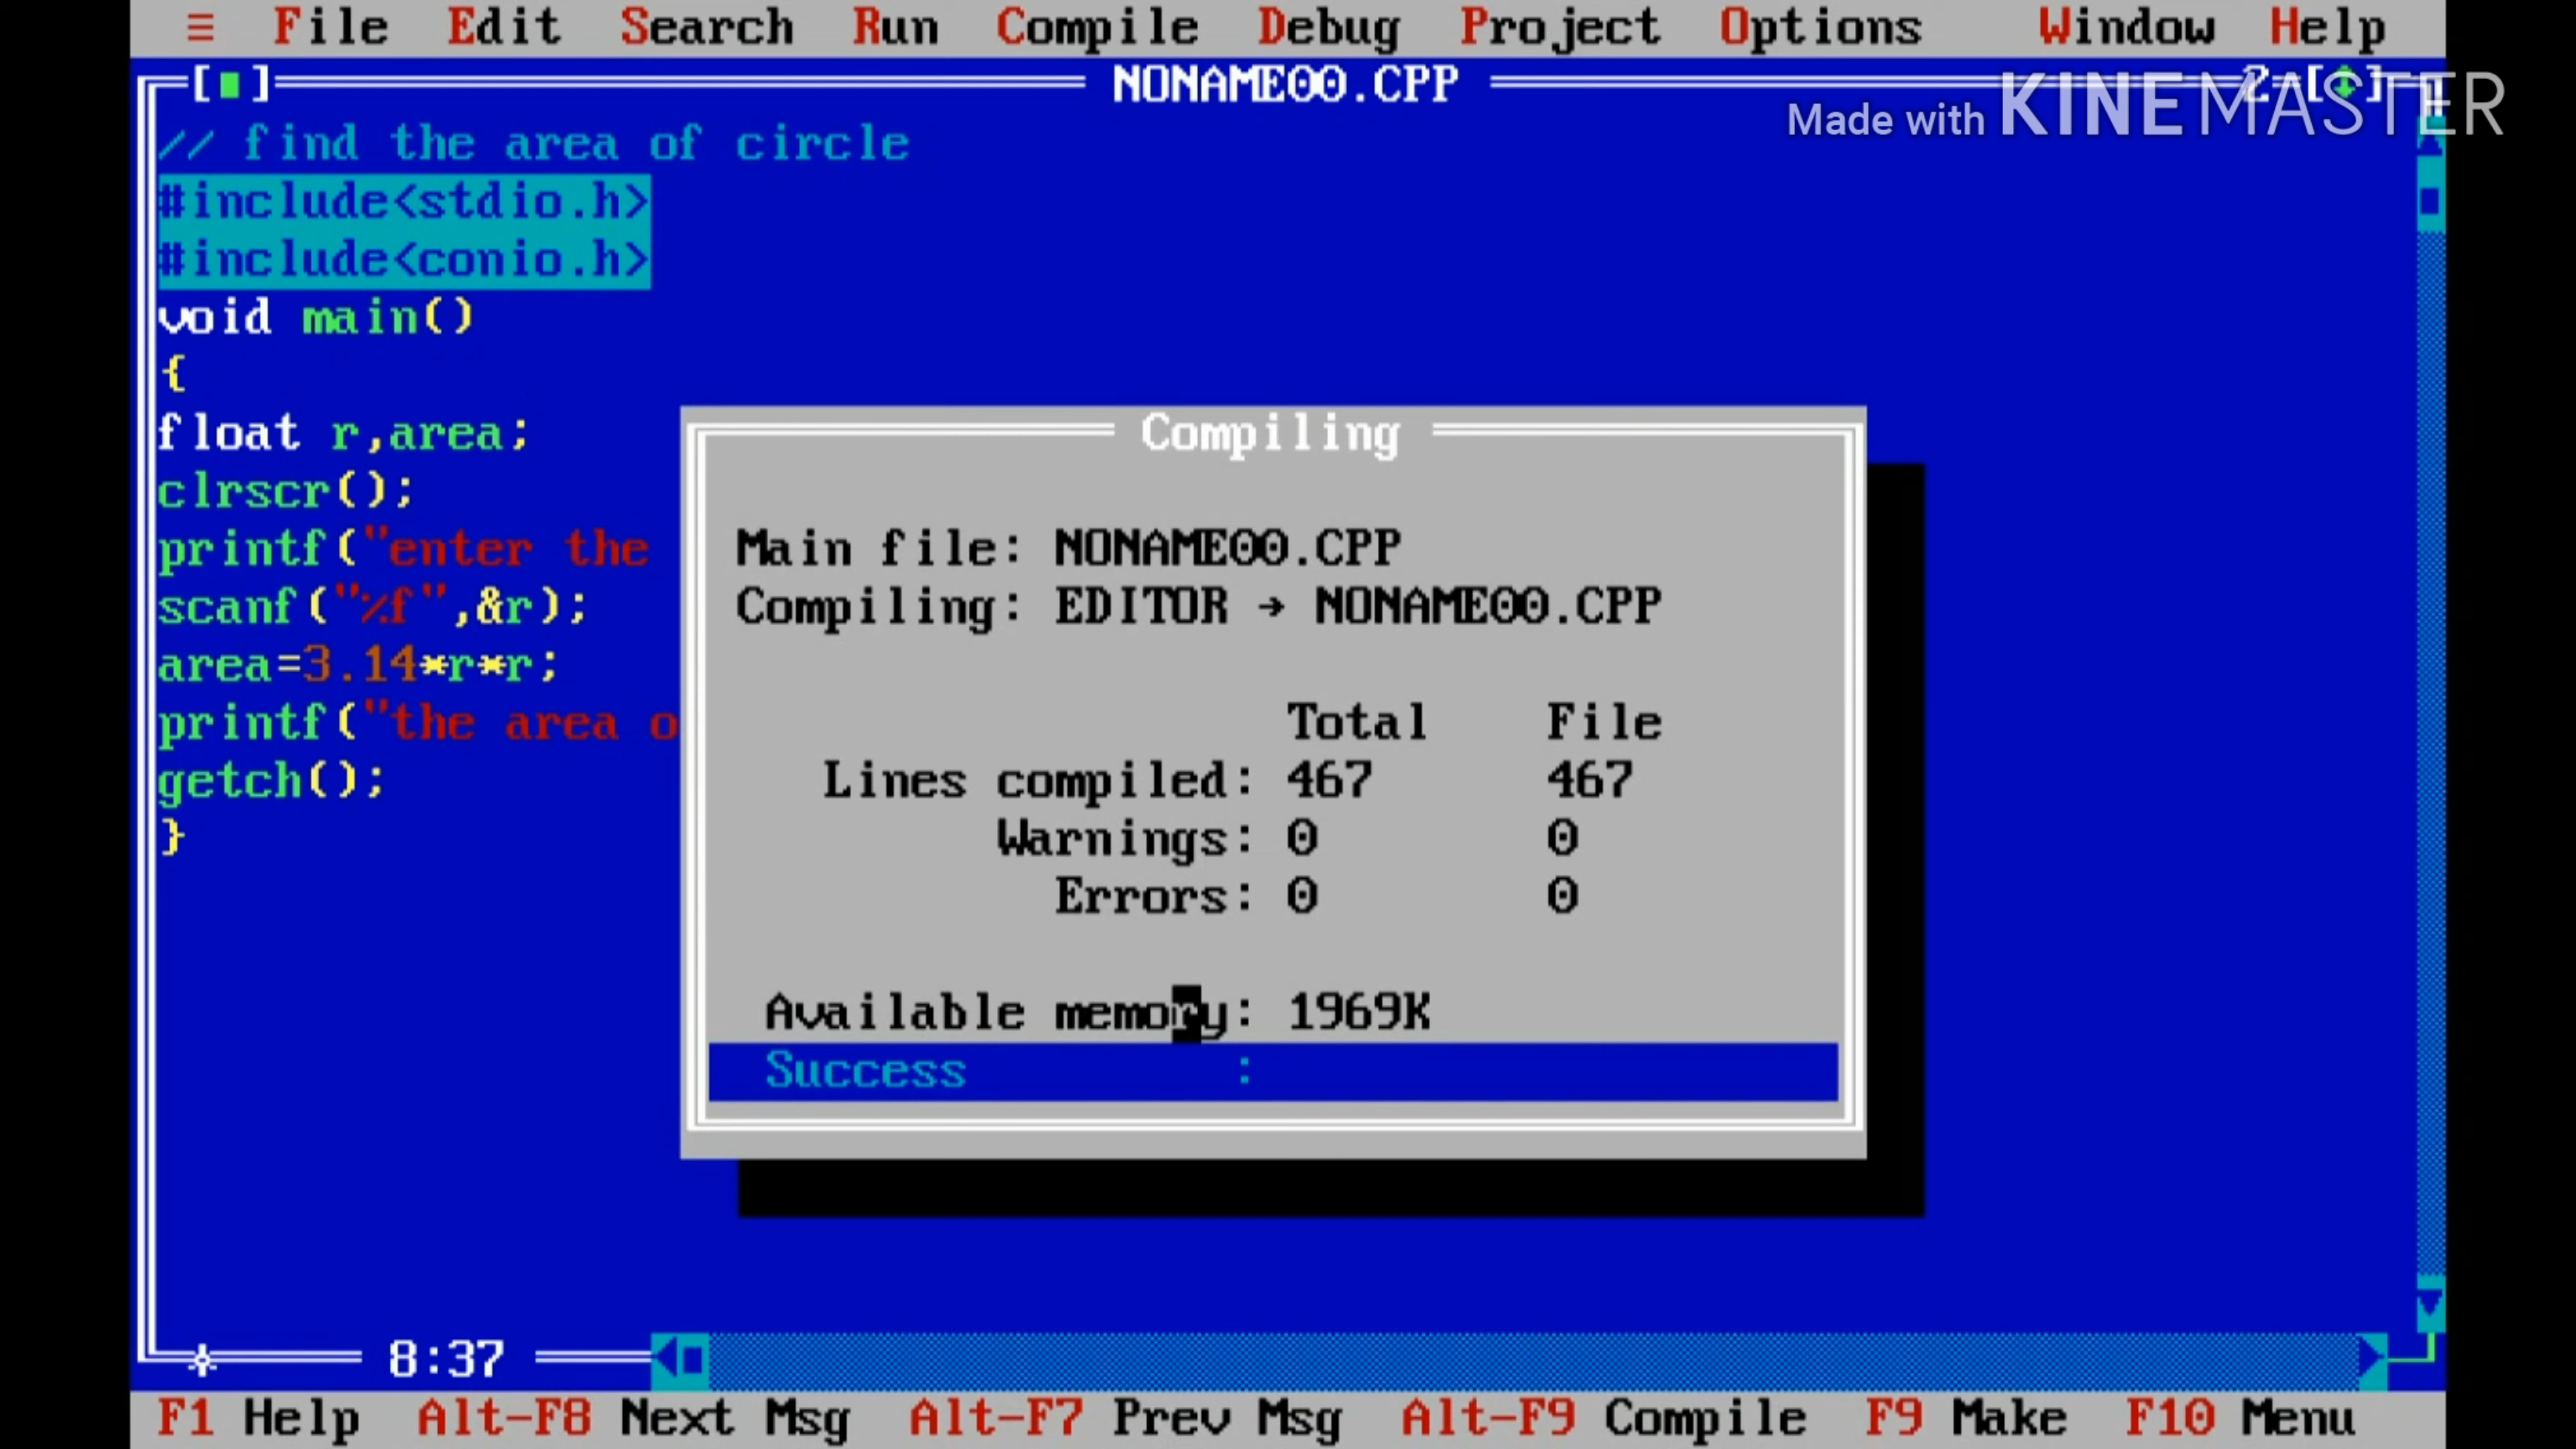 ≡ File Edit Search Run Compile Debug Project Options Window Help
[■] NONAME00.CPP 2=[↕]
Made with KINEMASTER
// find the area of circle
#include<stdio.h>
#include<conio.h>
void main()
{
float r,area;
clrscr();
printf("enter the
scanf("%f",&r);
area=3.14*r*r;
printf("the area o
getch();
}
Compiling
Main file: NONAME00.CPP
Compiling: EDITOR → NONAME00.CPP
Total File
Lines compiled: 467 467
Warnings: 0 0
Errors: 0 0
Available memory: 1969K
Success :
8:37
F1 Help Alt-F8 Next Msg Alt-F7 Prev Msg Alt-F9 Compile F9 Make F10 Menu